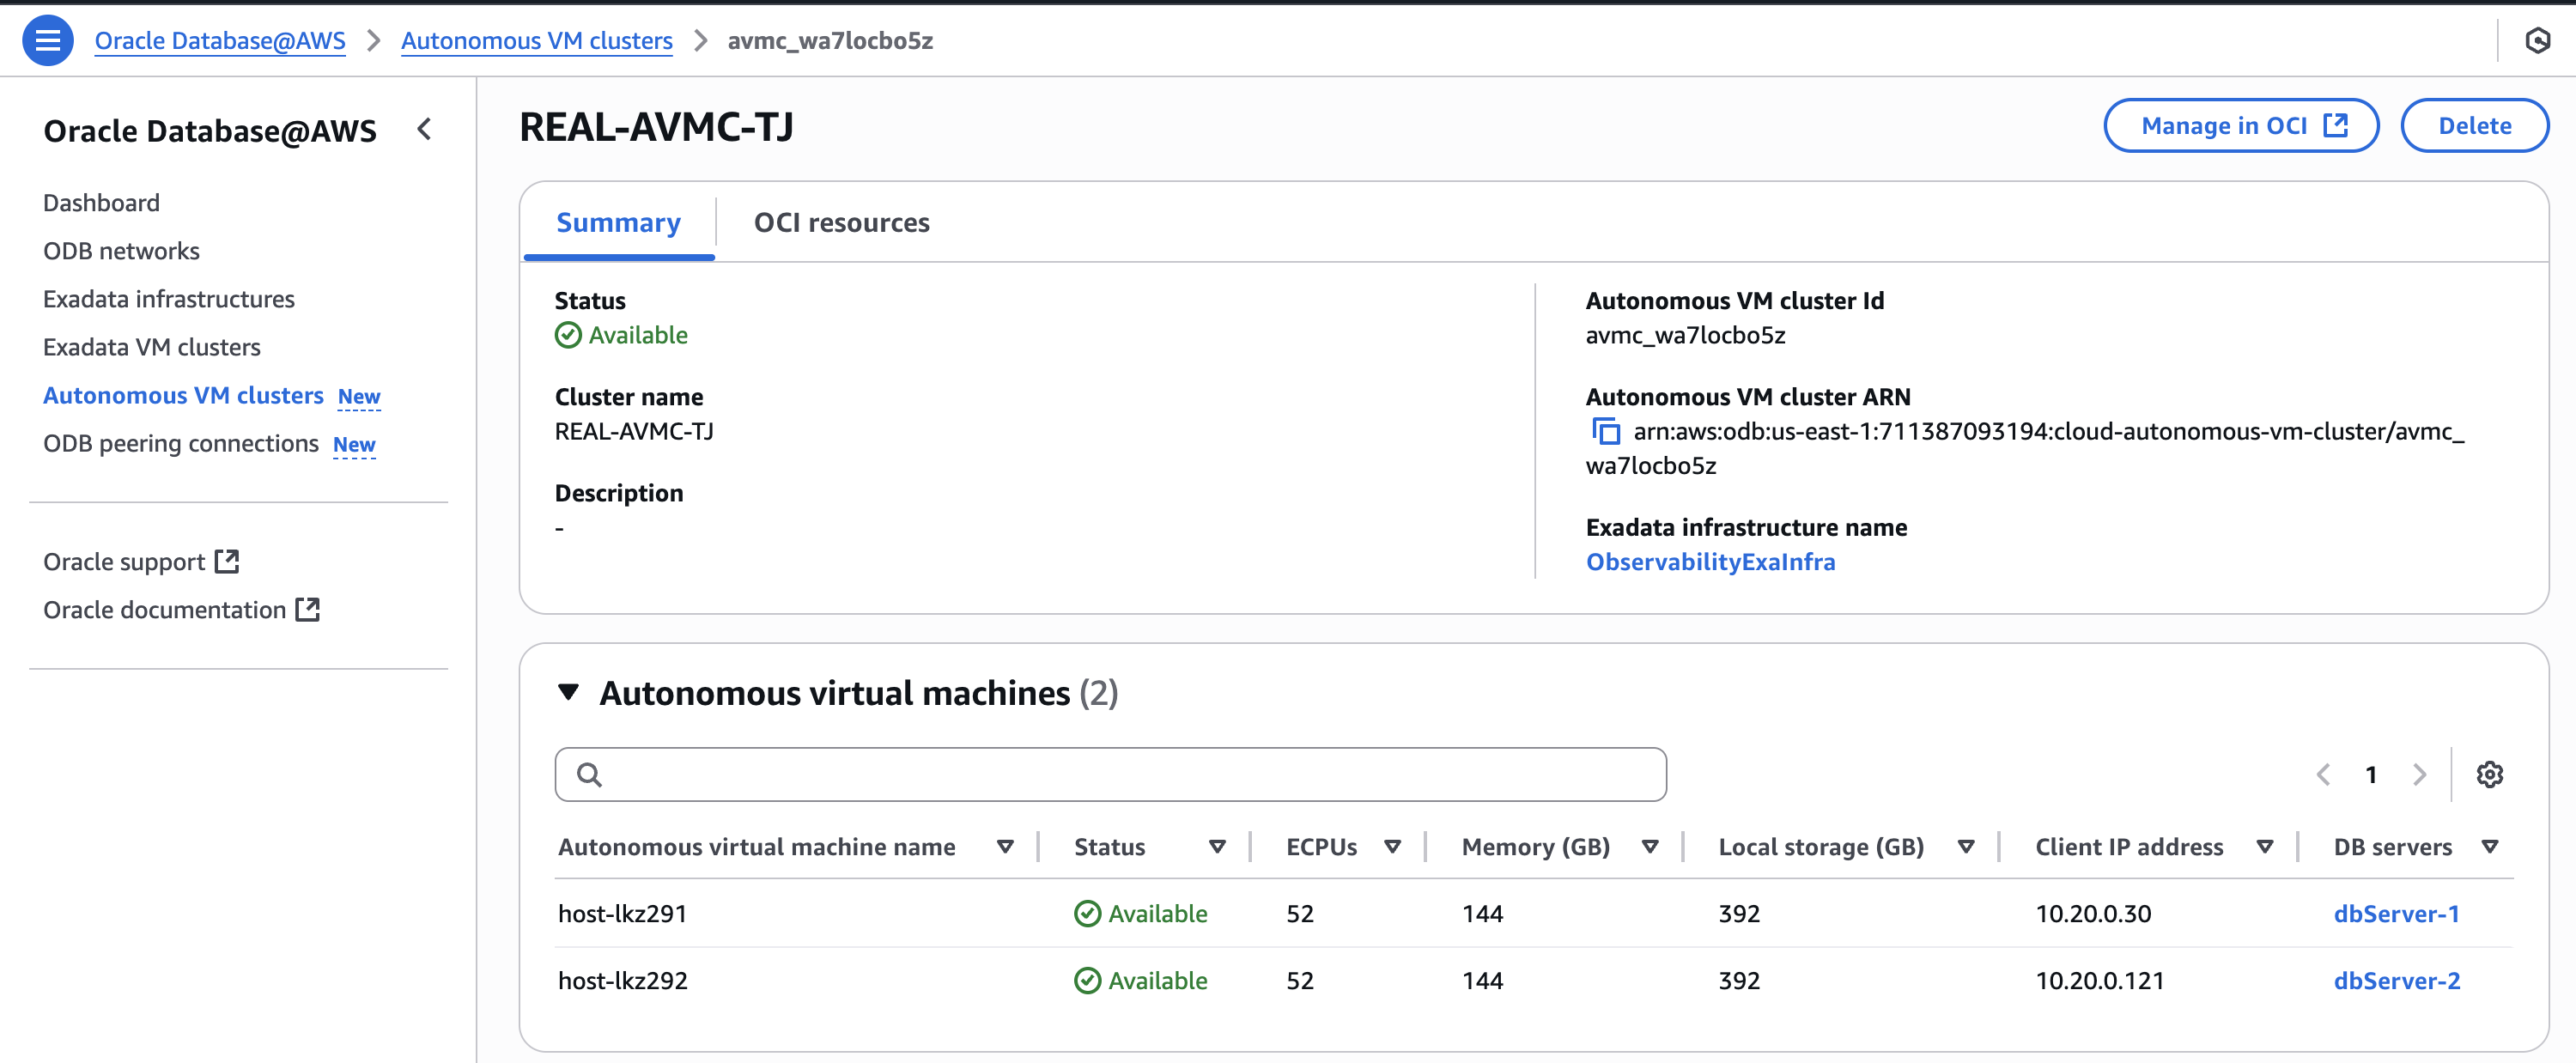 Oracle Database@AWS > Autonomous VM clusters > avmc_wa7locbo5z
Oracle Database@AWS
Dashboard
ODB networks
Exadata infrastructures
Exadata VM clusters
Autonomous VM clusters New
ODB peering connections New
Oracle support
Oracle documentation
REAL-AVMC-TJ
Manage in OCI
Delete
Summary
OCI resources
Status
Available
Cluster name
REAL-AVMC-TJ
Description
-
Autonomous VM cluster Id
avmc_wa7locbo5z
Autonomous VM cluster ARN
arn:aws:odb:us-east-1:711387093194:cloud-autonomous-vm-cluster/avmc_
wa7locbo5z
Exadata infrastructure name
ObservabilityExaInfra
Autonomous virtual machines (2)
1
Autonomous virtual machine name Status ECPUs Memory (GB) Local storage (GB) Client IP address DB servers
host-lkz291 Available 52 144 392 10.20.0.30 dbServer-1
host-lkz292 Available 52 144 392 10.20.0.121 dbServer-2